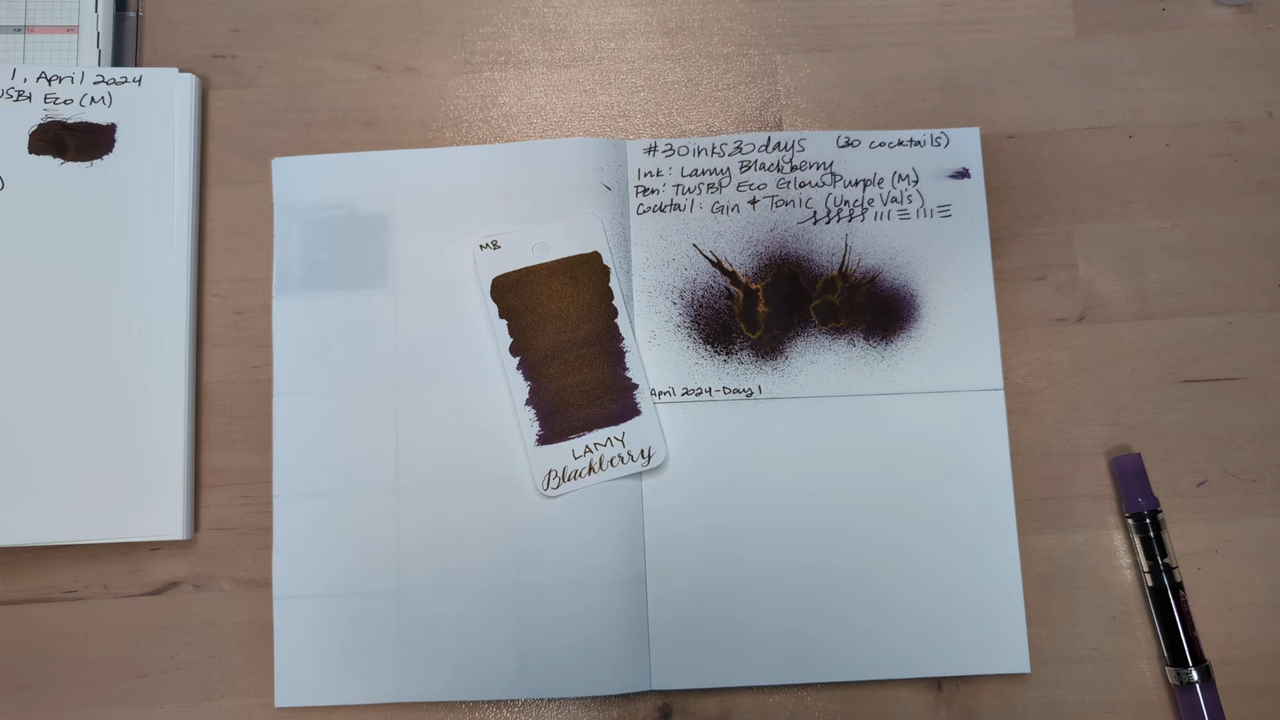 1, April 2024
Eco (M)
#30inks30days (30 cocktails)
Ink: Lamy Blackberry
Pen: TWSBI Eco Glow Purple (M)
Cocktail: Gin & Tonic (Uncle Val's)
April 2024-Day 1
MB
LAMY
Blackberry